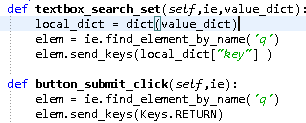 def textbox_search_set(self,ie,value_dict):
    local_dict = dict(value_dict)
    elem = ie.find_element_by_name('q')
    elem.send_keys(local_dict["key"] )
def button_submit_click(self,ie):
    elem = ie.find_element_by_name('q')
    elem.send_keys(Keys.RETURN)